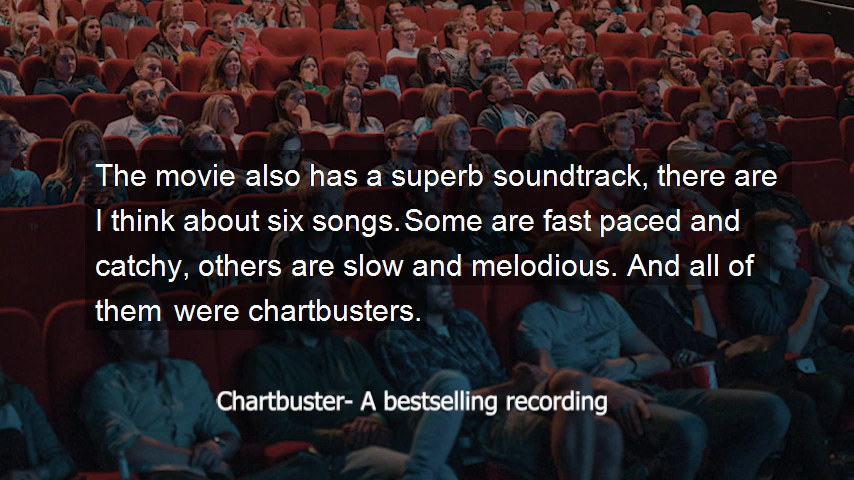 The movie also has a superb soundtrack, there are
I think about six songs. Some are fast paced and
catchy, others are slow and melodious. And all of
them were chartbusters.
Chartbuster- A bestselling recording